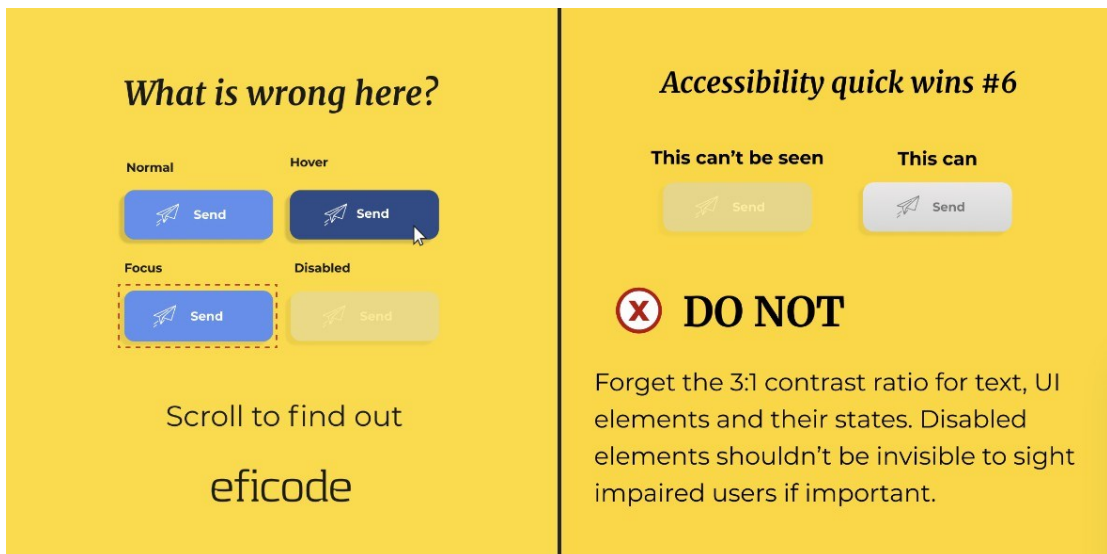 What is wrong here?
Normal
Hover
Send
Send
Focus
Disabled
Send
Send
Scroll to find out
eficode
Accessibility quick wins #6
This can't be seen
This can
Send
Send
X
DO NOT
Forget the 3:1 contrast ratio for text, UI
elements and their states. Disabled
elements shouldn't be invisible to sight
impaired users if important.